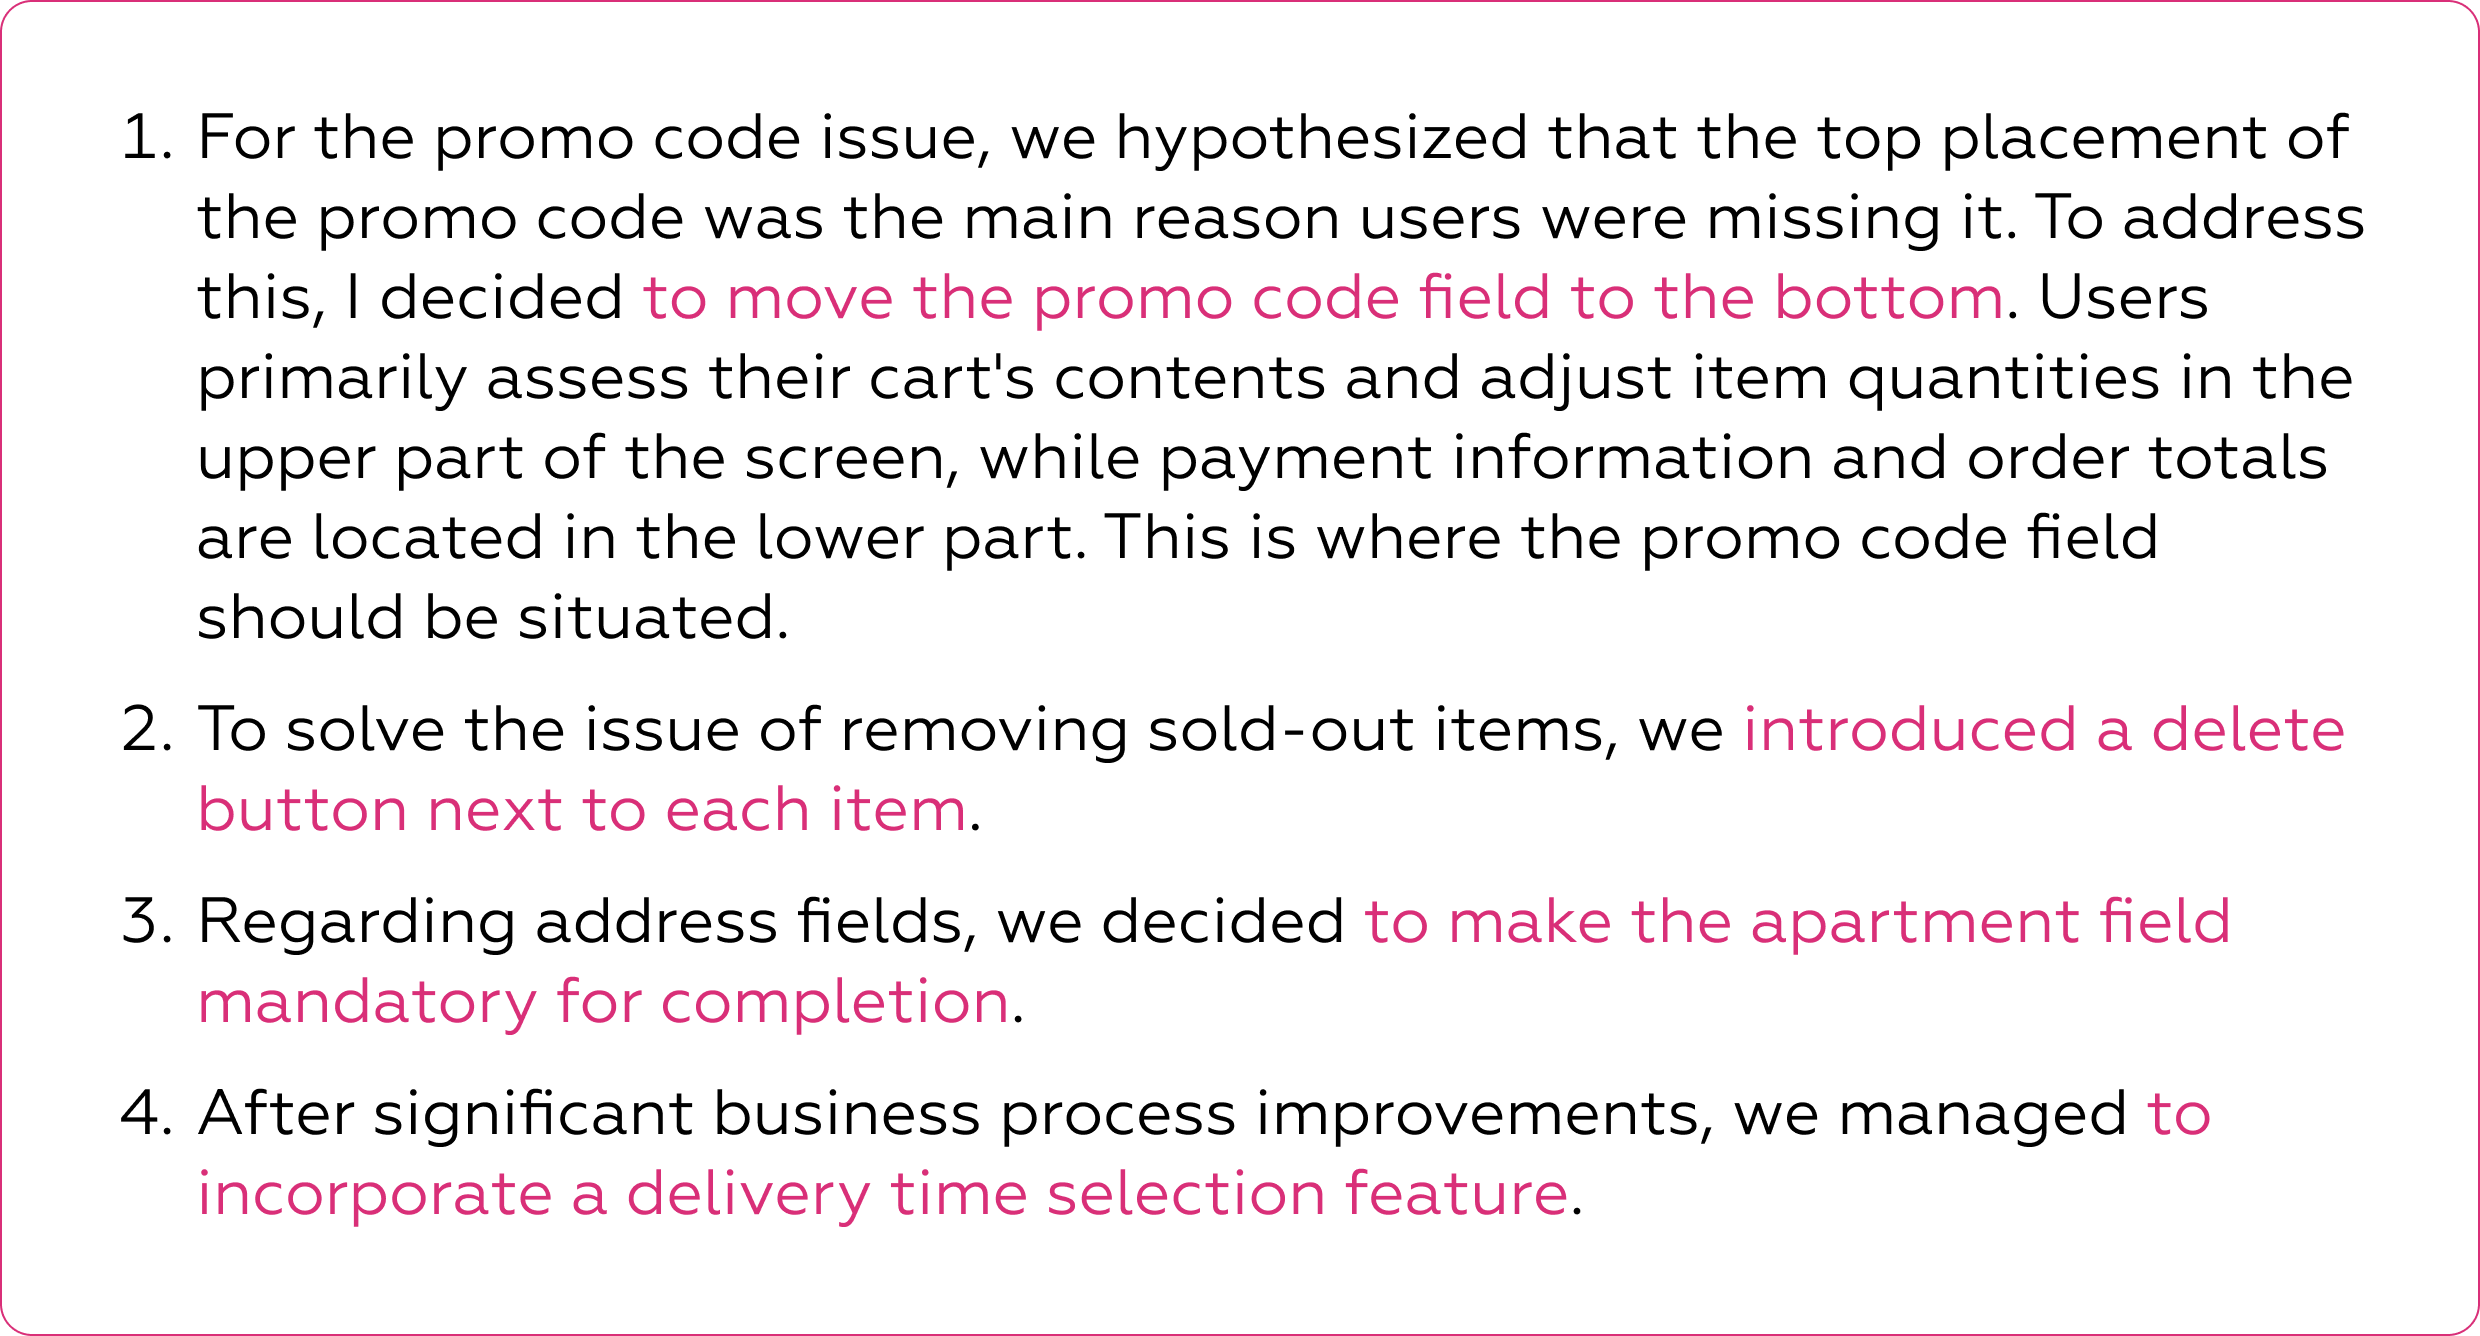 1. For the promo code issue, we hypothesized that the top placement of
the promo code was the main reason users were missing it. To address
this, I decided to move the promo code field to the bottom. Users
primarily assess their cart's contents and adjust item quantities in the
upper part of the screen, while payment information and order totals
are located in the lower part. This is where the promo code field
should be situated.
2. To solve the issue of removing sold-out items, we introduced a delete
button next to each item.
3. Regarding address fields, we decided to make the apartment field
mandatory for completion.
4. After significant business process improvements, we managed to
incorporate a delivery time selection feature.